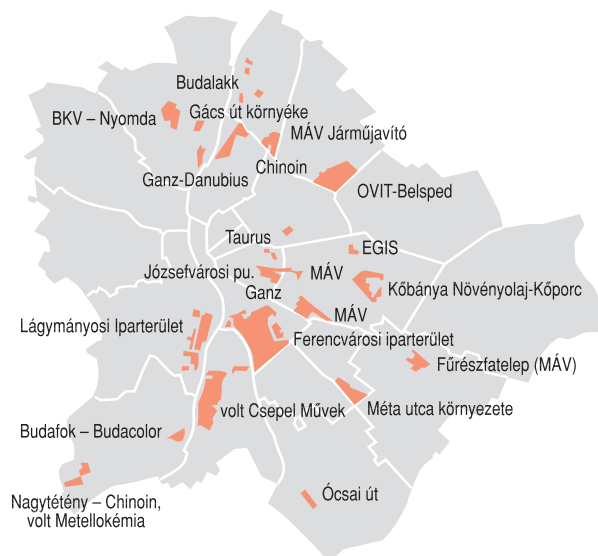 Budalakk
BKV – Nyomda
Gács út környéke
MÁV Járműjavító
Chinoin
Ganz-Danubius
OVIT-Belsped
Taurus
EGIS
Józsefvárosi pu.
MÁV
Kőbánya Növényolaj-Kőporc
Ganz
MÁV
Lágymányosi Iparterület
Ferencvárosi iparterület
Fűrészfatelep (MÁV)
volt Csepel Művek
Méta utca környezete
Budafok – Budacolor
Nagytétény – Chinoin,
volt Metellokémia
Ócsai út